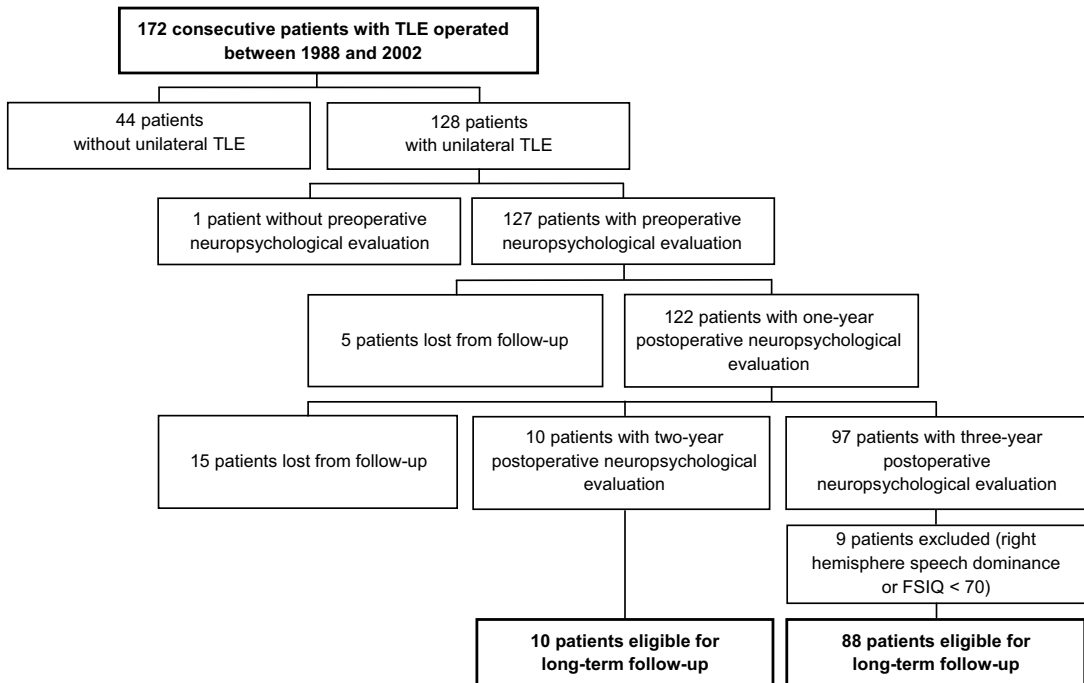 172 consecutive patients with TLE operated
between 1988 and 2002
44 patients
without unilateral TLE
128 patients
with unilateral TLE
1 patient without preoperative
neuropsychological evaluation
127 patients with preoperative
neuropsychological evaluation
5 patients lost from follow-up
122 patients with one-year
postoperative neuropsychological
evaluation
15 patients lost from follow-up
10 patients with two-year
postoperative neuropsychological
evaluation
97 patients with three-year
postoperative
neuropsychological evaluation
9 patients excluded (right
hemisphere speech dominance
or FSIQ < 70)
10 patients eligible for
long-term follow-up
88 patients eligible for
long-term follow-up